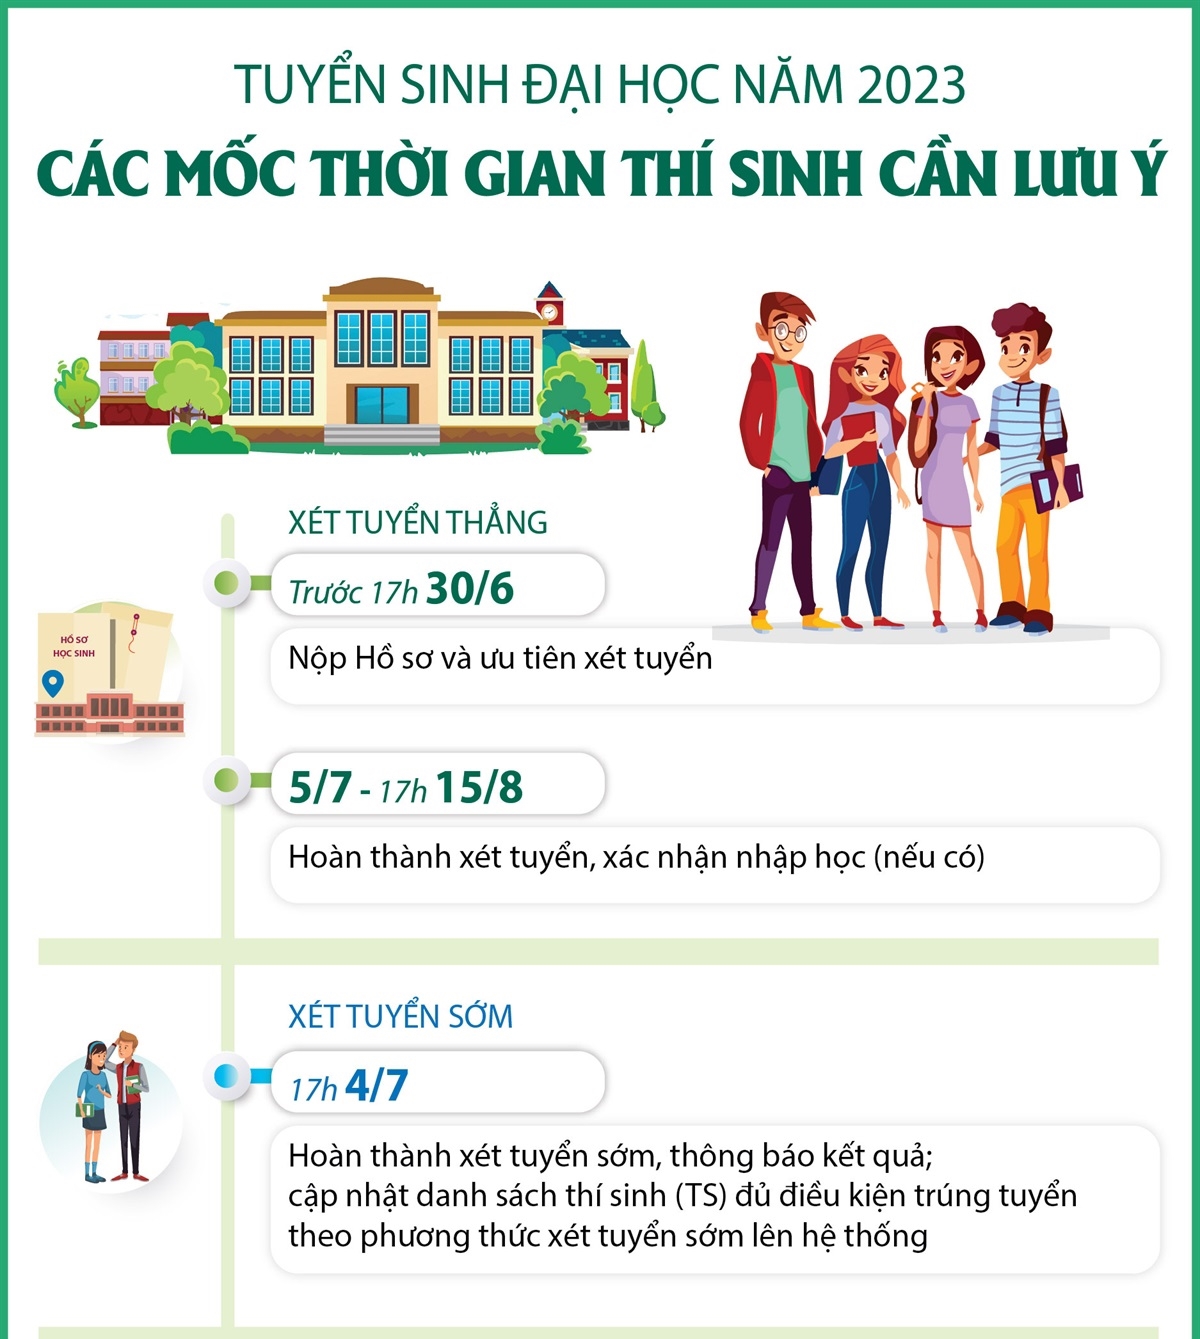 TUYỂN SINH ĐẠI HỌC NĂM 2023
CÁC MỐC THỜI GIAN THÍ SINH CẦN LƯU Ý
XÉT TUYỂN THẲNG
Trước 17h 30/6
HỒ SƠ
HỌC SINH
Nộp Hồ sơ và ưu tiên xét tuyển
5/7 - 17h 15/8
Hoàn thành xét tuyển, xác nhận nhập học (nếu có)
XÉT TUYỂN SỚM
17h 4/7
Hoàn thành xét tuyển sớm, thông báo kết quả;
cập nhật danh sách thí sinh (TS) đủ điều kiện trúng tuyển
theo phương thức xét tuyển sớm lên hệ thống